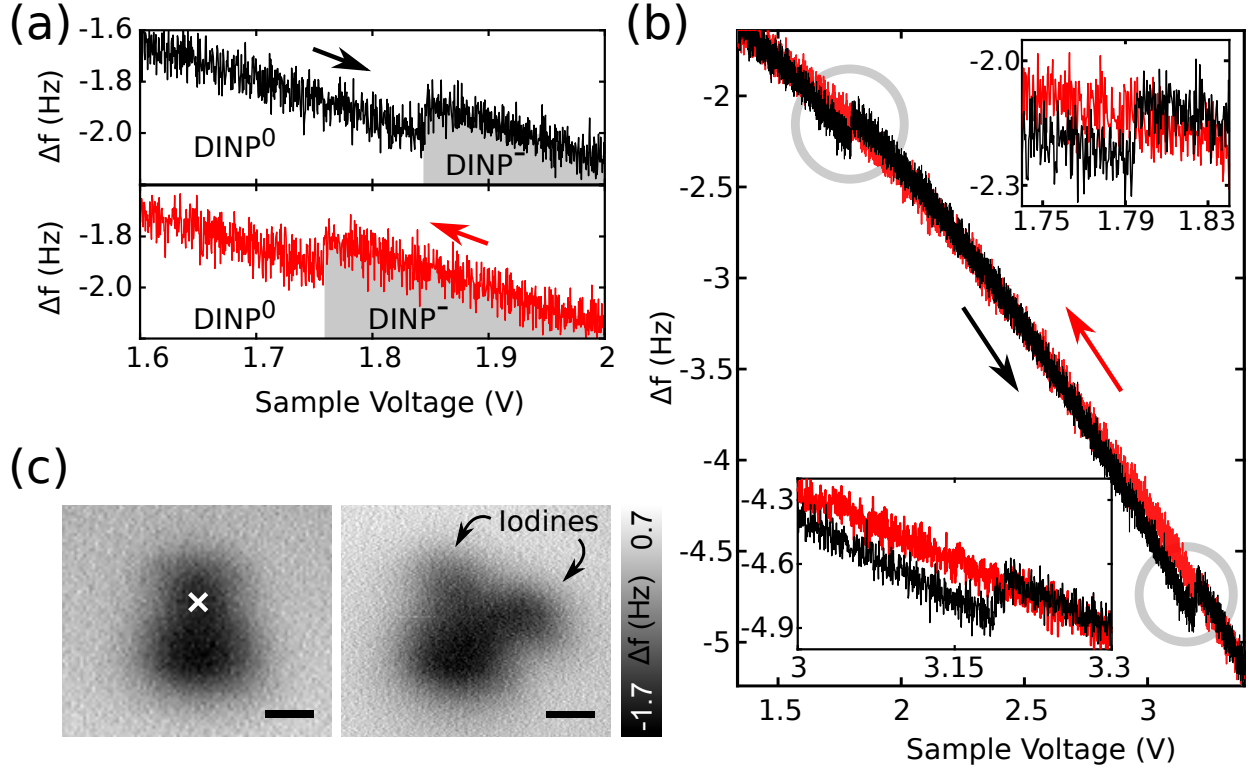 (a)
-1.6
-1.8
-2.0
Δf (Hz)
DINP⁰
DINP⁻
-1.8
-2.0
Δf (Hz)
DINP⁰
DINP⁻
1.6 1.7 1.8 1.9 2
Sample Voltage (V)
(b)
-2
-2.5
-3
-3.5
-4
-4.5
-5
Δf (Hz)
-2.0
-2.3
1.75 1.79 1.83
-4.3
-4.6
-4.9
3 3.15 3.3
1.5 2 2.5 3
Sample Voltage (V)
(c)
Iodines
-1.7 Δf (Hz) 0.7